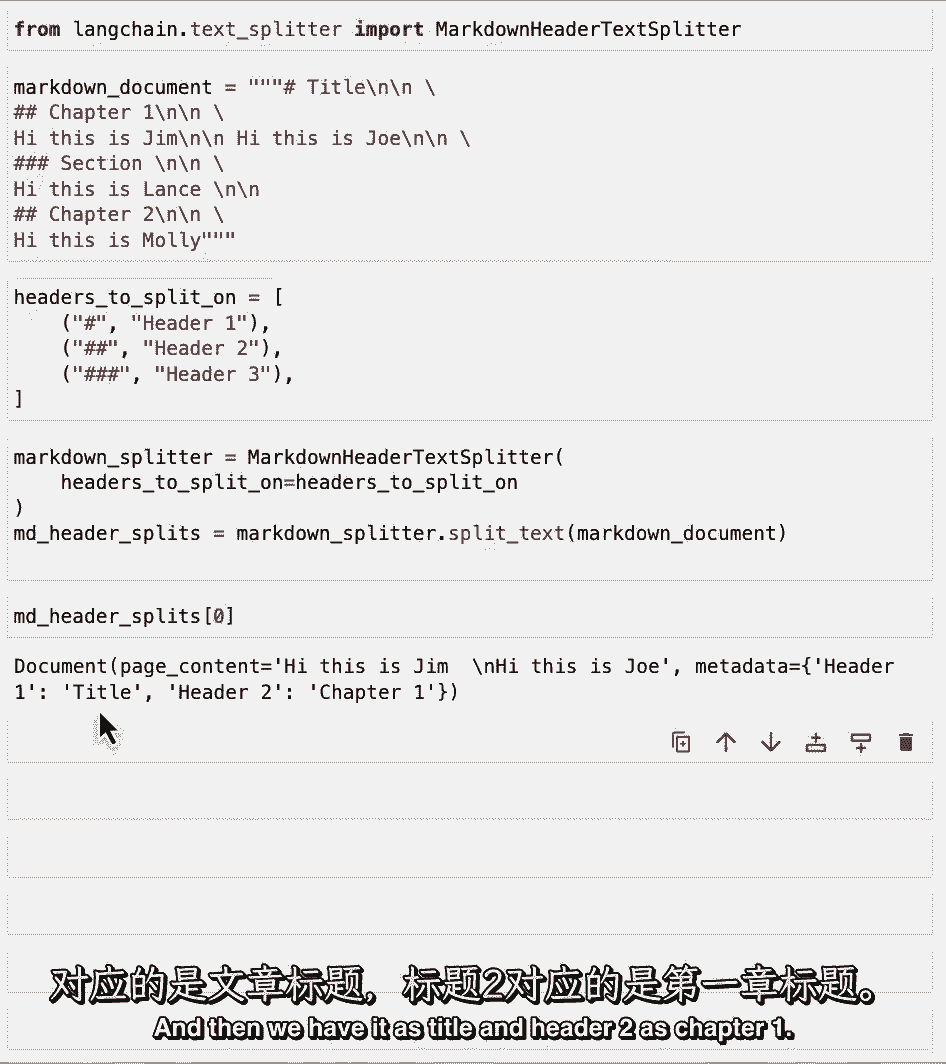 from langchain.text_splitter import MarkdownHeaderTextSplitter
markdown_document = """# Title\n\n \
## Chapter 1\n\n \
Hi this is Jim\n\n Hi this is Joe\n\n \
### Section \n\n \
Hi this is Lance \n\n
## Chapter 2\n\n \
Hi this is Molly"""
headers_to_split_on = [
    ("#", "Header 1"),
    ("##", "Header 2"),
    ("###", "Header 3"),
]
markdown_splitter = MarkdownHeaderTextSplitter(
    headers_to_split_on=headers_to_split_on
)
md_header_splits = markdown_splitter.split_text(markdown_document)
md_header_splits[0]
Document(page_content='Hi this is Jim  \nHi this is Joe', metadata={'Header
1': 'Title', 'Header 2': 'Chapter 1'})
对应的是文章标题，标题2对应的是第一章标题。
And then we have it as title and header 2 as chapter 1.